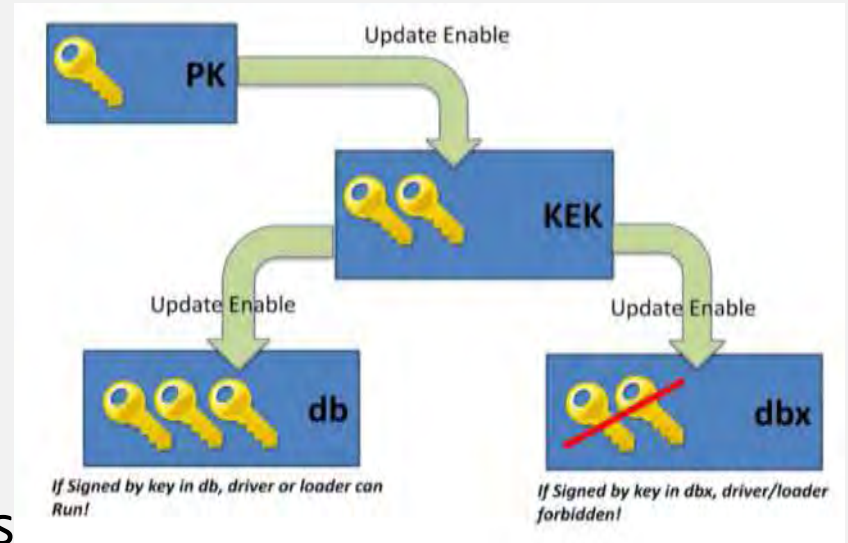 Update Enable
PK
KEK
Update Enable
Update Enable
db
dbx
If Signed by key in db, driver or loader can
Run!
If Signed by key in dbx, driver/loader
forbidden!
s